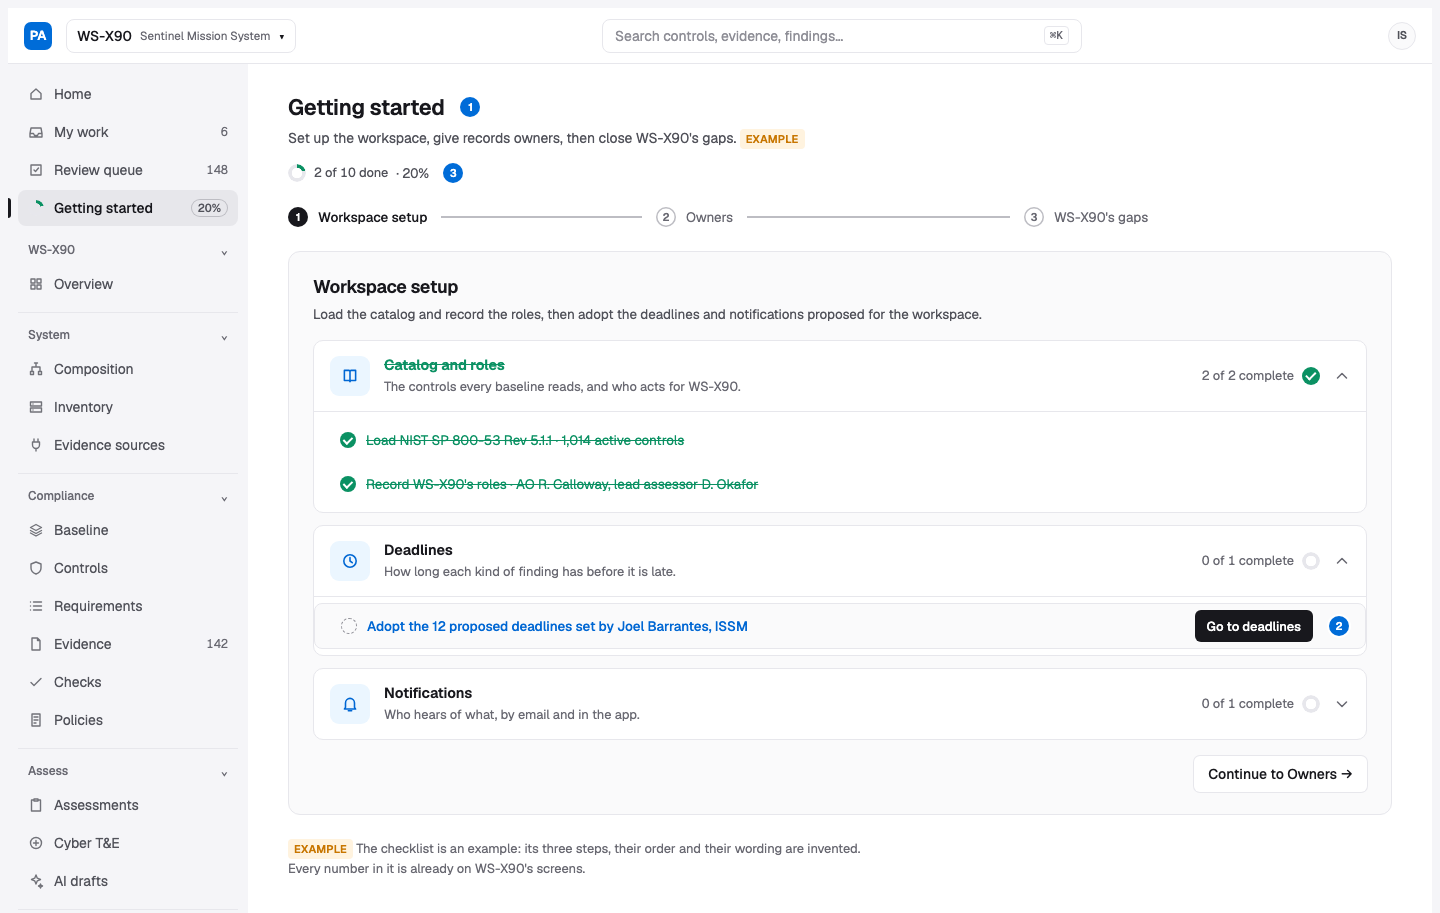 PA
WS-X90 Sentinel Mission System
Search controls, evidence, findings… ⌘K
IS
Home
My work 6
Review queue 148
Getting started 20%
WS-X90
Overview
System
Composition
Inventory
Evidence sources
Compliance
Baseline
Controls
Requirements
Evidence 142
Checks
Policies
Assess
Assessments
Cyber T&E
AI drafts
Getting started 1
Set up the workspace, give records owners, then close WS-X90's gaps. EXAMPLE
2 of 10 done · 20% 3
1 Workspace setup 2 Owners 3 WS-X90's gaps
Workspace setup
Load the catalog and record the roles, then adopt the deadlines and notifications proposed for the workspace.
Catalog and roles
The controls every baseline reads, and who acts for WS-X90.
2 of 2 complete
Load NIST SP 800-53 Rev 5.1.1 · 1,014 active controls
Record WS-X90's roles · AO R. Calloway, lead assessor D. Okafor
Deadlines
How long each kind of finding has before it is late.
0 of 1 complete
Adopt the 12 proposed deadlines set by Joel Barrantes, ISSM
Go to deadlines 2
Notifications
Who hears of what, by email and in the app.
0 of 1 complete
Continue to Owners →
EXAMPLE The checklist is an example: its three steps, their order and their wording are invented.
Every number in it is already on WS-X90's screens.